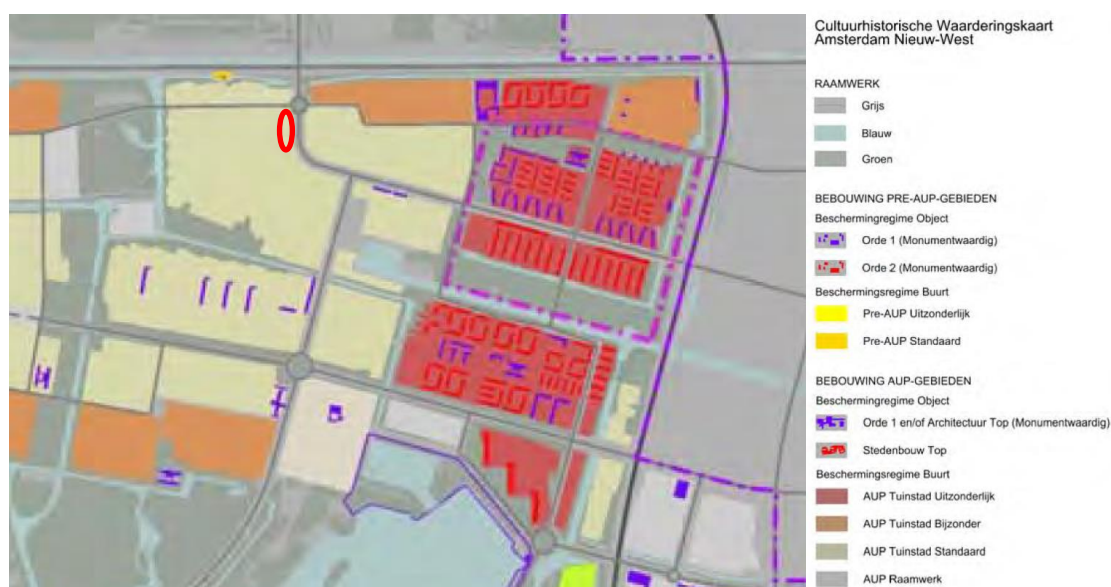 Cultuurhistorische Waarderingskaart
Amsterdam Nieuw-West
RAAMWERK
Grijs
Blauw
Groen
BEBOUWING PRE-AUP-GEBIEDEN
Beschermingregime Object
Orde 1 (Monumentwaardig)
Orde 2 (Monumentwaardig)
Beschermingsregime Buurt
Pre-AUP Uitzonderlijk
Pre-AUP Standaard
BEBOUWING AUP-GEBIEDEN
Beschermingregime Object
Orde 1 en/of Architectuur Top (Monumentwaardig)
Stedenbouw Top
Beschermingsregime Buurt
AUP Tuinstad Uitzonderlijk
AUP Tuinstad Bijzonder
AUP Tuinstad Standaard
AUP Raamwerk